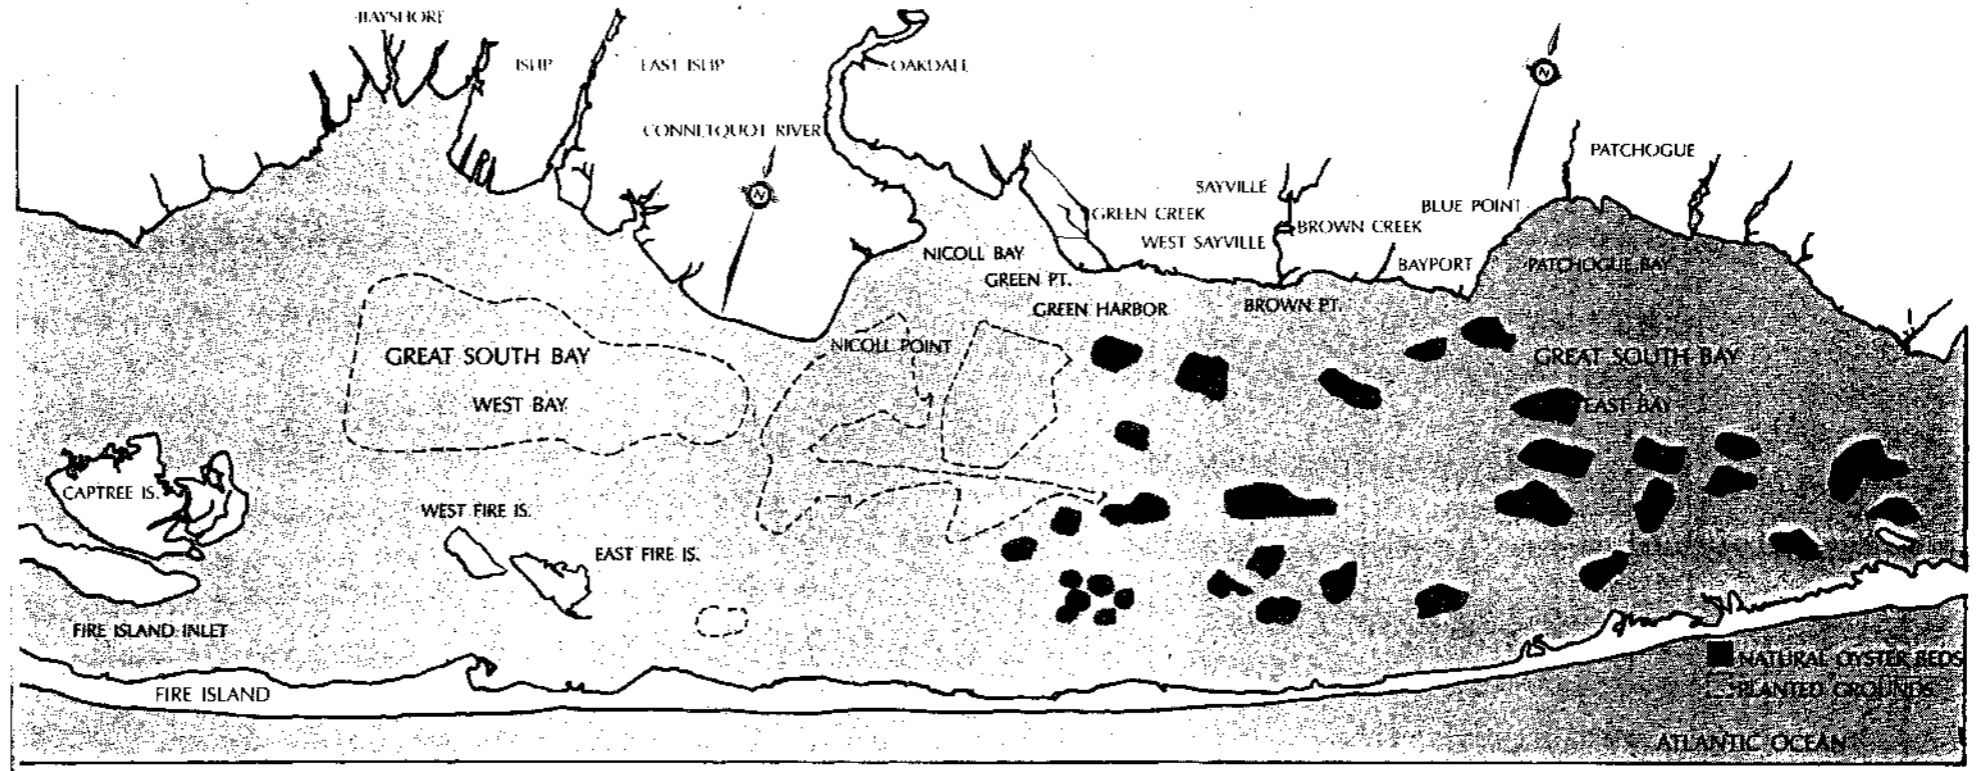 BAYSHORE
ISLIP
EAST ISLIP
OAKDALE
CONNETQUOT RIVER
N
N
PATCHOGUE
SAYVILLE
GREEN CREEK
BLUE POINT
BROWN CREEK
WEST SAYVILLE
NICOLL BAY
BAYPORT
PATCHOGUE BAY
GREEN PT.
GREEN HARBOR
BROWN PT.
NICOLL POINT
GREAT SOUTH BAY
WEST BAY
GREAT SOUTH BAY
EAST BAY
CAPTREE IS.
WEST FIRE IS.
EAST FIRE IS.
FIRE ISLAND INLET
FIRE ISLAND
NATURAL OYSTER BEDS
PLANTED GROUNDS
ATLANTIC OCEAN